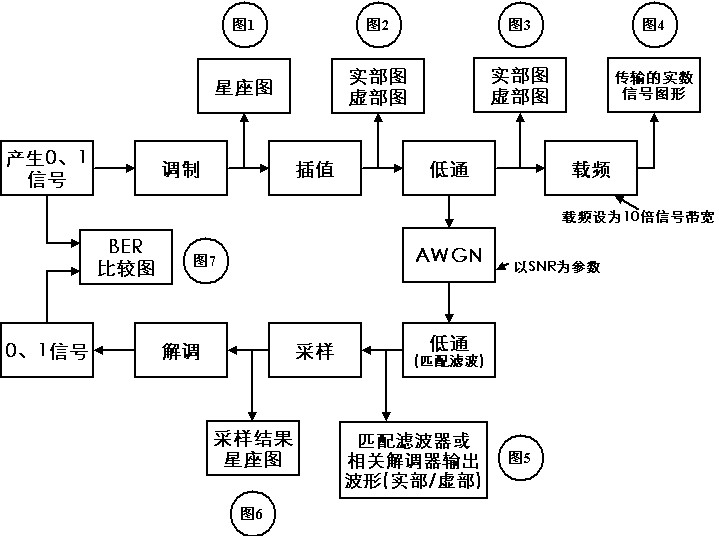 图1
图2
图3
图4
星座图
实部图
虚部图
实部图
虚部图
传输的实数
信号图形
产生0、1
信号
调制
插值
低通
载频
载频设为10倍信号带宽
BER
比较图
图7
AWGN
以SNR为参数
0、1信号
解调
采样
低通
(匹配滤波)
采样结果
星座图
匹配滤波器或
相关解调器输出
波形(实部/虚部)
图5
图6